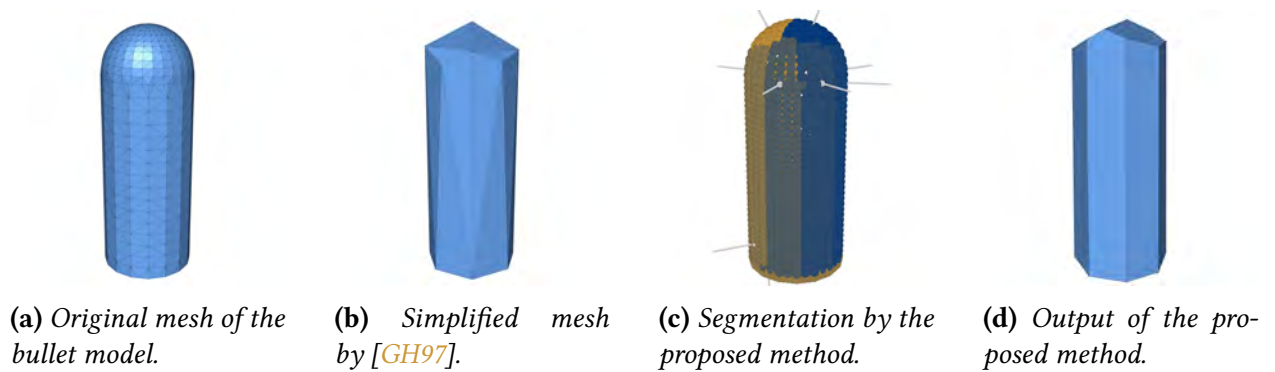 (a) Original mesh of the
bullet model.
(b) Simplified mesh
by [GH97].
(c) Segmentation by the
proposed method.
(d) Output of the pro-
posed method.